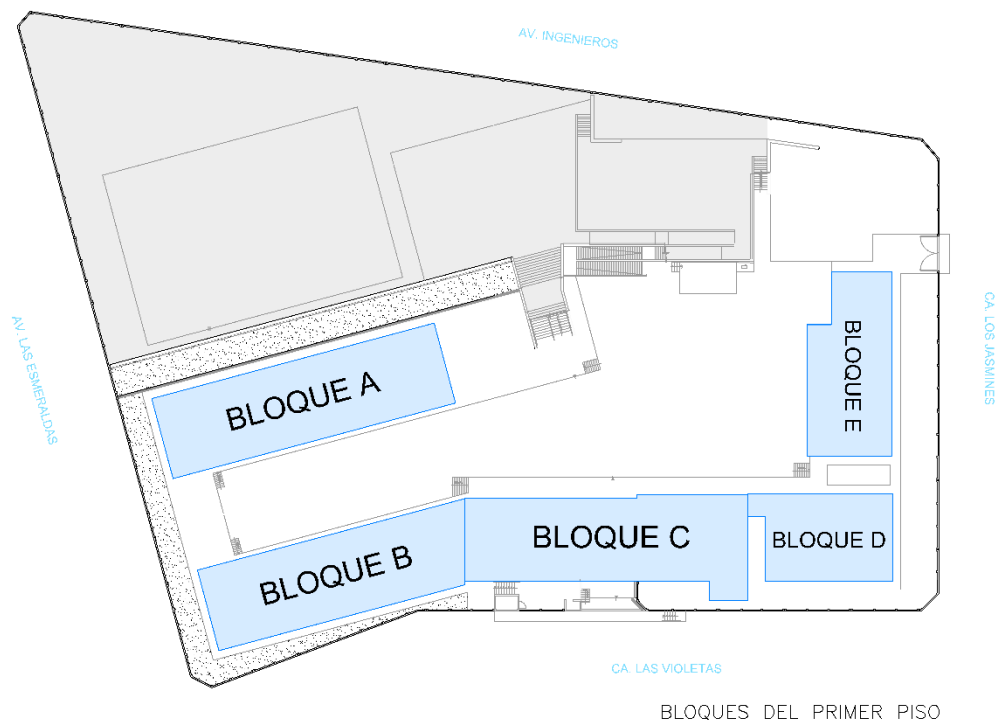 AV. INGENIEROS
AV. LAS ESMERALDAS
CA. LOS JASMINES
BLOQUE A
BLOQUE E
BLOQUE B
BLOQUE C
BLOQUE D
CA. LAS VIOLETAS
BLOQUES DEL PRIMER PISO